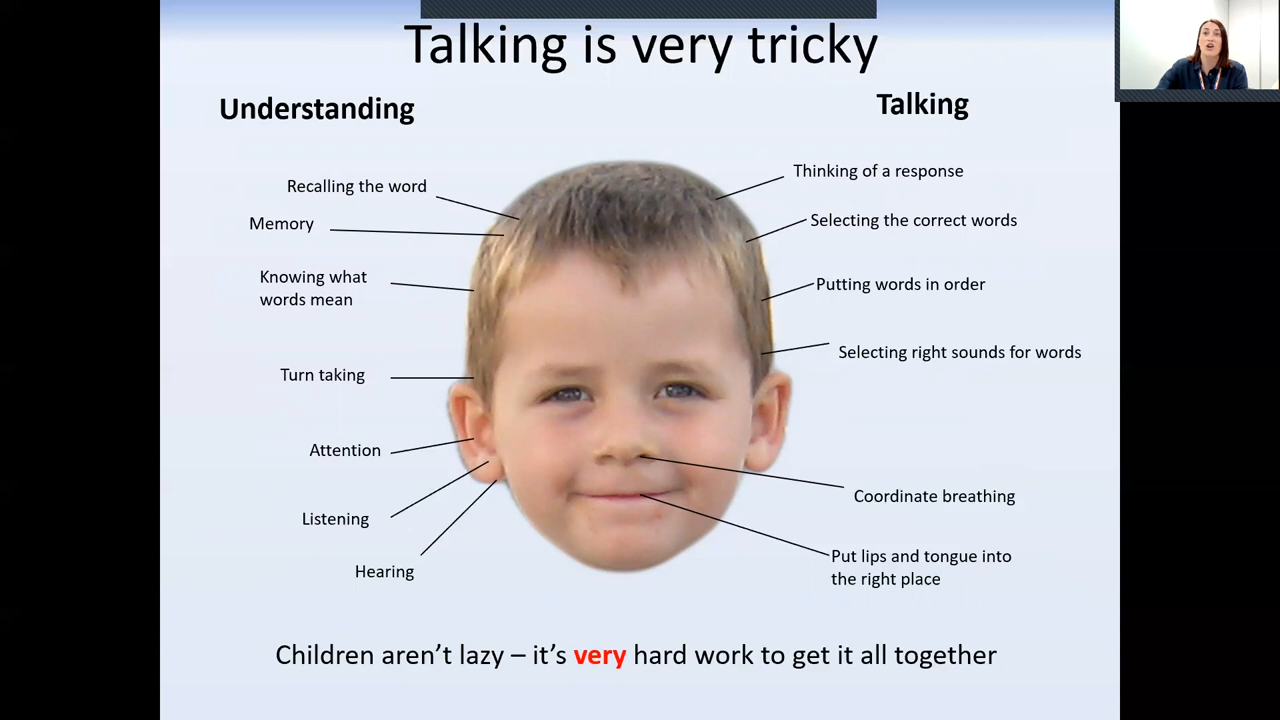 Talking is very tricky
Understanding
Talking
Recalling the word
Memory
Knowing what
words mean
Turn taking
Attention
Listening
Hearing
Thinking of a response
Selecting the correct words
Putting words in order
Selecting right sounds for words
Coordinate breathing
Put lips and tongue into
the right place
Children aren’t lazy – it’s very hard work to get it all together